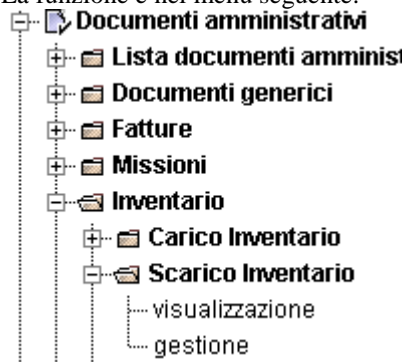 La funzione è nel menu seguente:
Documenti amministrativi
Lista documenti amminist
Documenti generici
Fatture
Missioni
Inventario
Carico Inventario
Scarico Inventario
visualizzazione
gestione